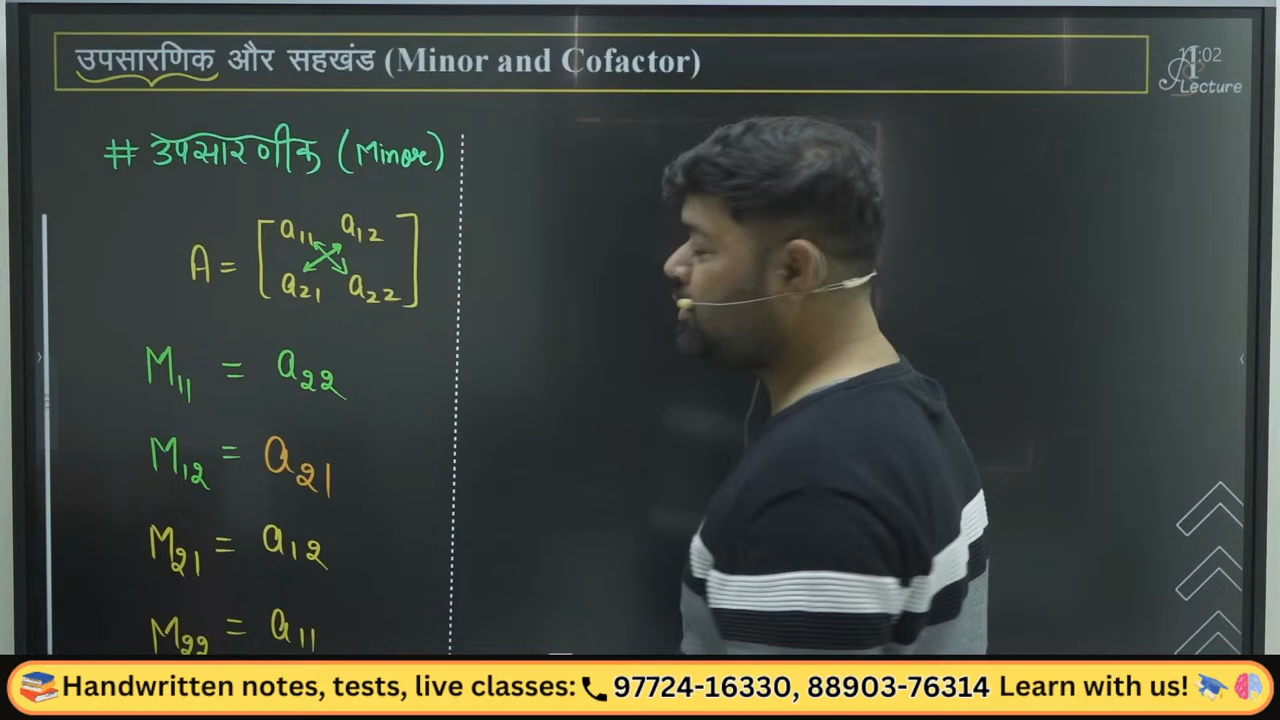 उपसारणिक और सहखंड (Minor and Cofactor)
11:02
Lecture
# उपसारणीक (Minor)
A = [ a11 a12
a21 a22 ]
M11 = a22
M12 = a21
M21 = a12
M22 = a11
Handwritten notes, tests, live classes: 97724-16330, 88903-76314 Learn with us!